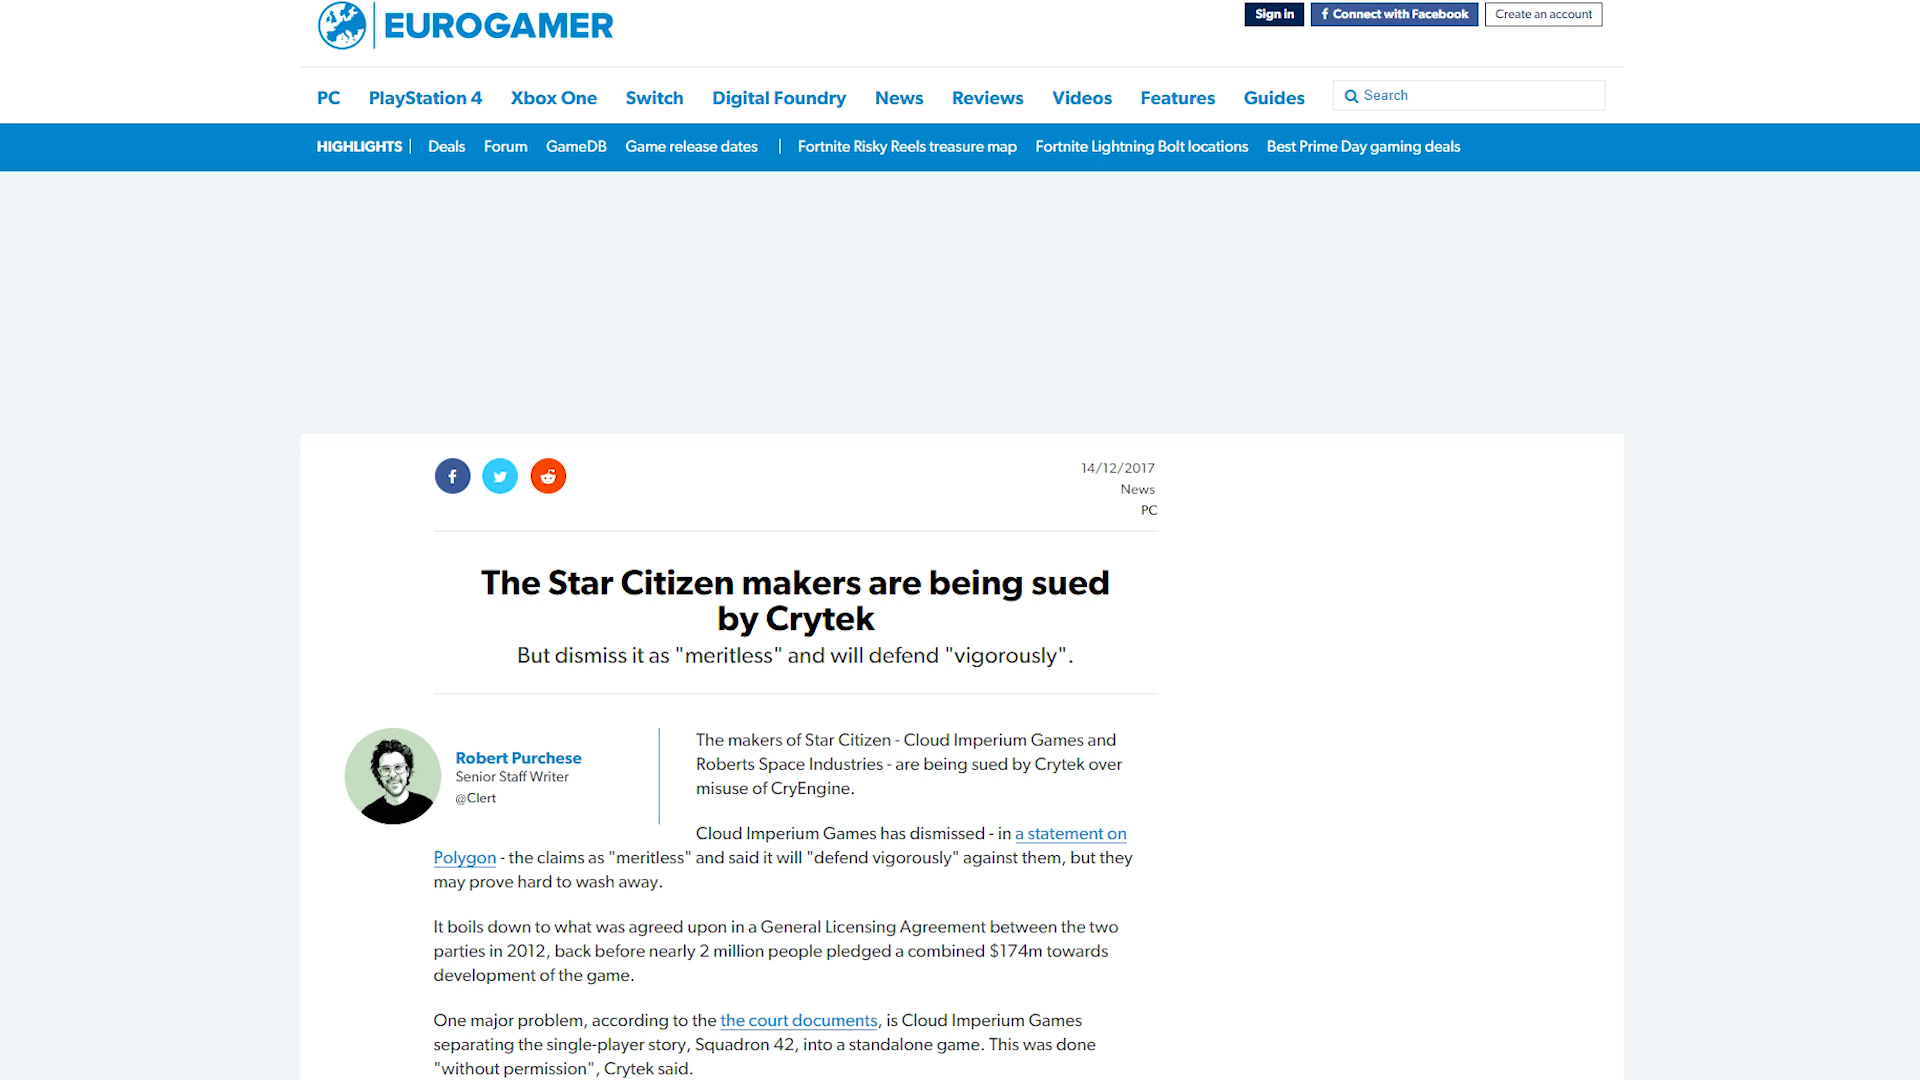 EUROGAMER
Sign in
f Connect with Facebook
Create an account
PC PlayStation 4 Xbox One Switch Digital Foundry News Reviews Videos Features Guides
Search
HIGHLIGHTS | Deals Forum GameDB Game release dates | Fortnite Risky Reels treasure map Fortnite Lightning Bolt locations Best Prime Day gaming deals
14/12/2017
News
PC
The Star Citizen makers are being sued
by Crytek
But dismiss it as "meritless" and will defend "vigorously".
Robert Purchese
Senior Staff Writer
@Clert
The makers of Star Citizen - Cloud Imperium Games and
Roberts Space Industries - are being sued by Crytek over
misuse of CryEngine.
Cloud Imperium Games has dismissed - in a statement on
Polygon - the claims as "meritless" and said it will "defend vigorously" against them, but they
may prove hard to wash away.
It boils down to what was agreed upon in a General Licensing Agreement between the two
parties in 2012, back before nearly 2 million people pledged a combined $174m towards
development of the game.
One major problem, according to the the court documents, is Cloud Imperium Games
separating the single-player story, Squadron 42, into a standalone game. This was done
"without permission", Crytek said.